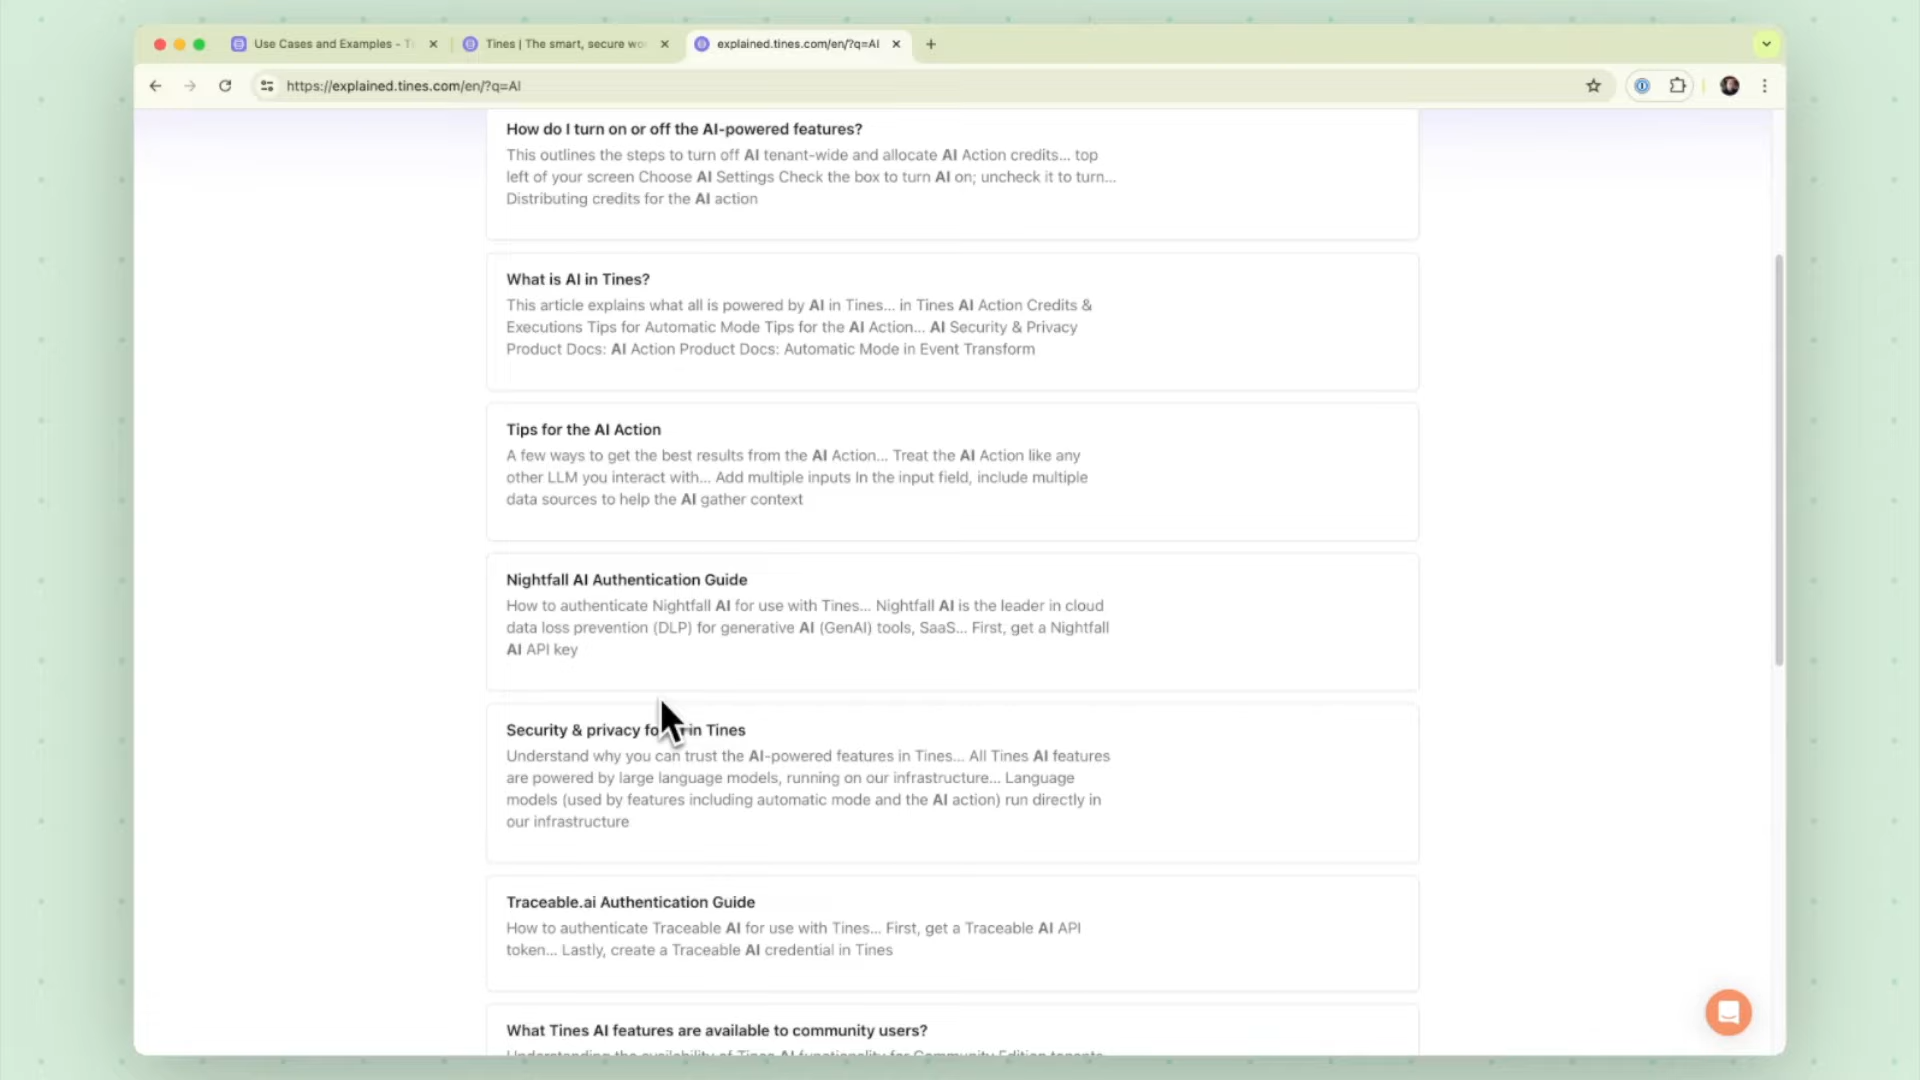 Use Cases and Examples - T
Tines | The smart, secure wo
explained.tines.com/en/?q=AI
https://explained.tines.com/en/?q=AI
How do I turn on or off the AI-powered features?
This outlines the steps to turn off AI tenant-wide and allocate AI Action credits... top
left of your screen Choose AI Settings Check the box to turn AI on; uncheck it to turn...
Distributing credits for the AI action
What is AI in Tines?
This article explains what all is powered by AI in Tines... in Tines AI Action Credits &
Executions Tips for Automatic Mode Tips for the AI Action... AI Security & Privacy
Product Docs: AI Action Product Docs: Automatic Mode in Event Transform
Tips for the AI Action
A few ways to get the best results from the AI Action... Treat the AI Action like any
other LLM you interact with... Add multiple inputs In the input field, include multiple
data sources to help the AI gather context
Nightfall AI Authentication Guide
How to authenticate Nightfall AI for use with Tines... Nightfall AI is the leader in cloud
data loss prevention (DLP) for generative AI (GenAI) tools, SaaS... First, get a Nightfall
AI API key
Security & privacy in Tines
Understand why you can trust the AI-powered features in Tines... All Tines AI features
are powered by large language models, running on our infrastructure... Language
models (used by features including automatic mode and the AI action) run directly in
our infrastructure
Traceable.ai Authentication Guide
How to authenticate Traceable AI for use with Tines... First, get a Traceable AI API
token... Lastly, create a Traceable AI credential in Tines
What Tines AI features are available to community users?
Understanding the availability of Tines AI functionality for Community Edition tenants